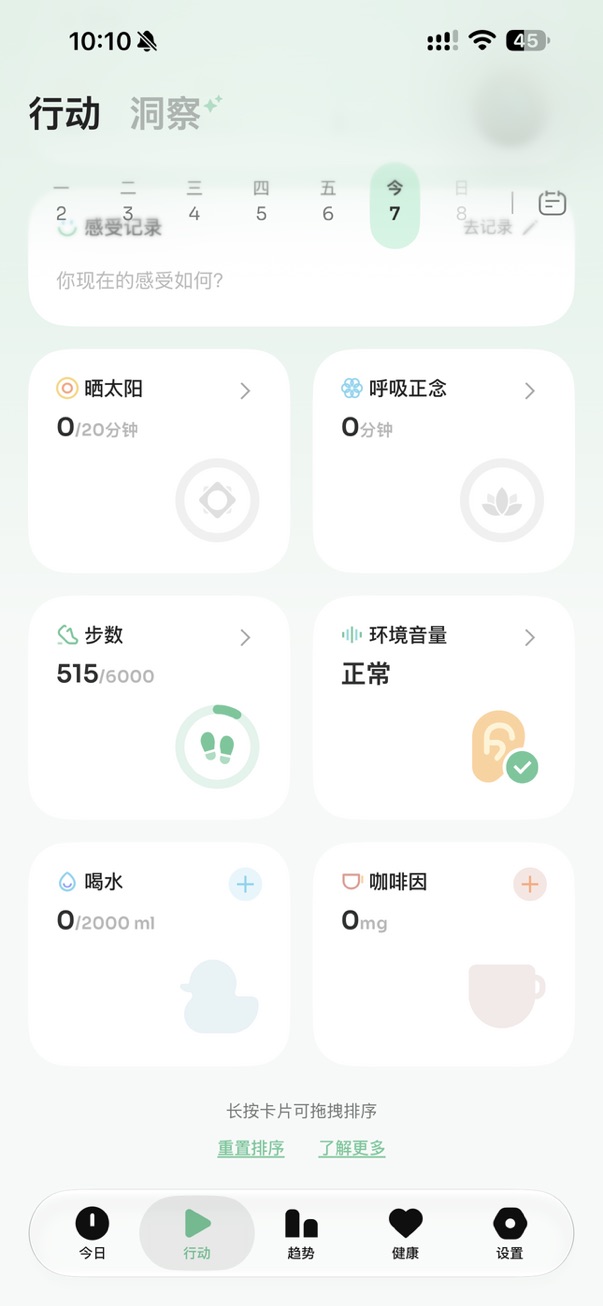 10:10 45
行动 洞察
一 二 三 四 五 今 日
2 3 4 5 6 7 8
感受记录 去记录
你现在的感受如何?
晒太阳 呼吸正念
0/20分钟 0分钟
步数 环境音量
515/6000 正常
喝水 咖啡因
0/2000 ml 0mg
长按卡片可拖拽排序
重置排序 了解更多
今日 行动 趋势 健康 设置